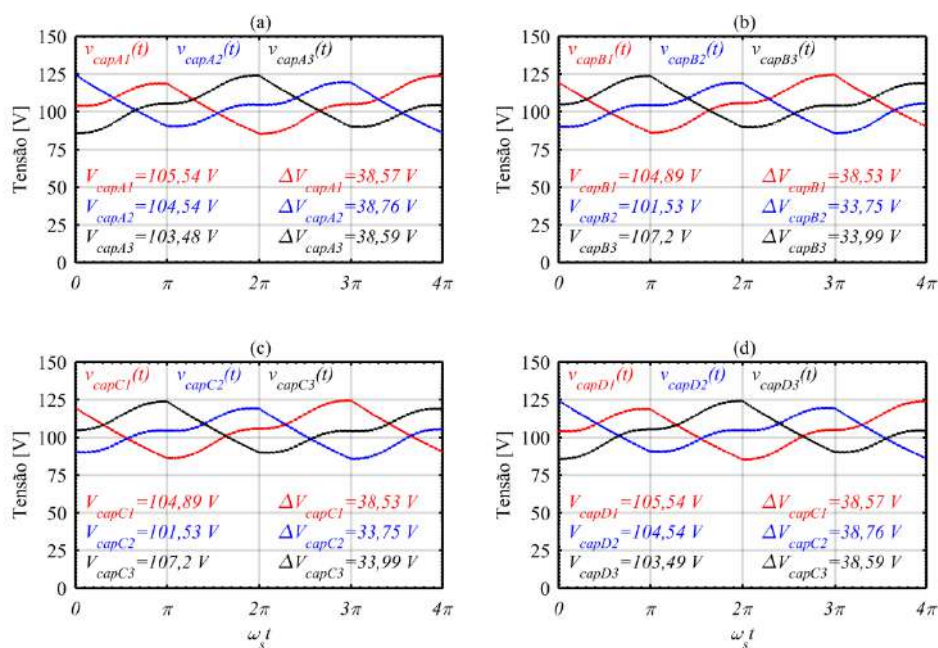 (a)
150
v_capA1(t) v_capA2(t) v_capA3(t)
125
100
Tensão [V]
75
V_capA1=105,54 V ΔV_capA1=38,57 V
50
V_capA2=104,54 V ΔV_capA2=38,76 V
25
V_capA3=103,48 V ΔV_capA3=38,59 V
0
0 π 2π 3π 4π
(b)
150
v_capB1(t) v_capB2(t) v_capB3(t)
125
100
Tensão [V]
75
V_capB1=104,89 V ΔV_capB1=38,53 V
50
V_capB2=101,53 V ΔV_capB2=33,75 V
25
V_capB3=107,2 V ΔV_capB3=33,99 V
0
0 π 2π 3π 4π
(c)
150
v_capC1(t) v_capC2(t) v_capC3(t)
125
100
Tensão [V]
75
V_capC1=104,89 V ΔV_capC1=38,53 V
50
V_capC2=101,53 V ΔV_capC2=33,75 V
25
V_capC3=107,2 V ΔV_capC3=33,99 V
0
0 π 2π 3π 4π
ω_s t
(d)
150
v_capD1(t) v_capD2(t) v_capD3(t)
125
100
Tensão [V]
75
V_capD1=105,54 V ΔV_capC1=38,57 V
50
V_capD2=104,54 V ΔV_capC2=38,76 V
25
V_capD3=103,49 V ΔV_capC3=38,59 V
0
0 π 2π 3π 4π
ω_s t